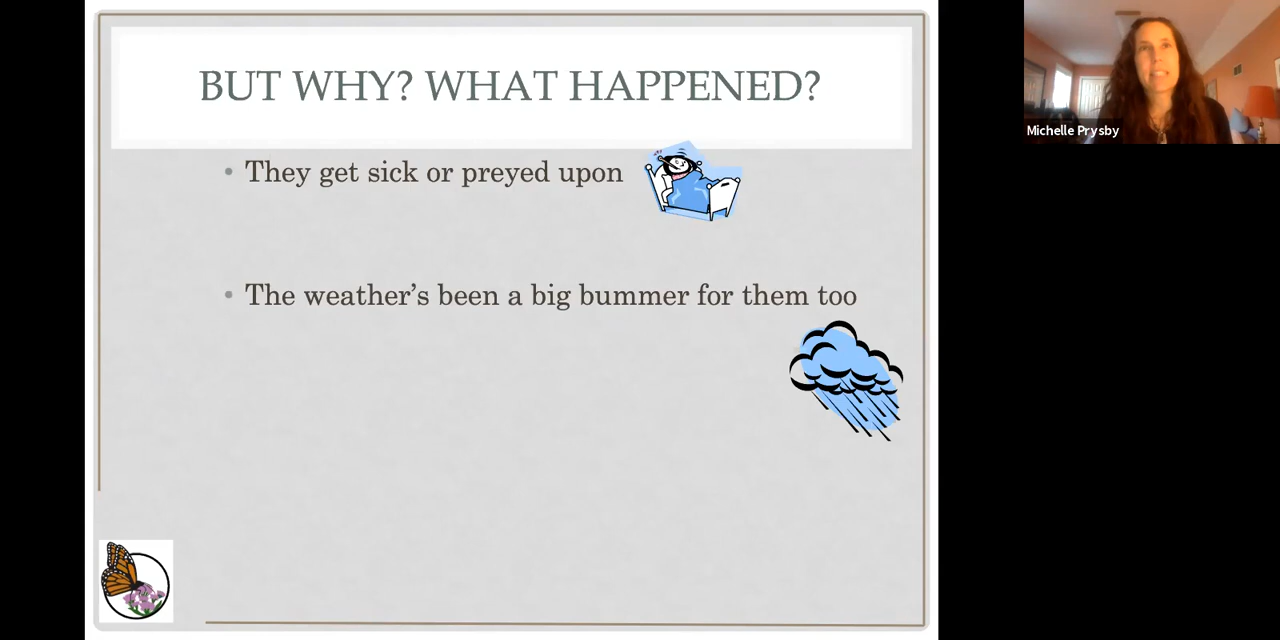 BUT WHY? WHAT HAPPENED?
• They get sick or preyed upon
• The weather’s been a big bummer for them too
Michelle Prysby